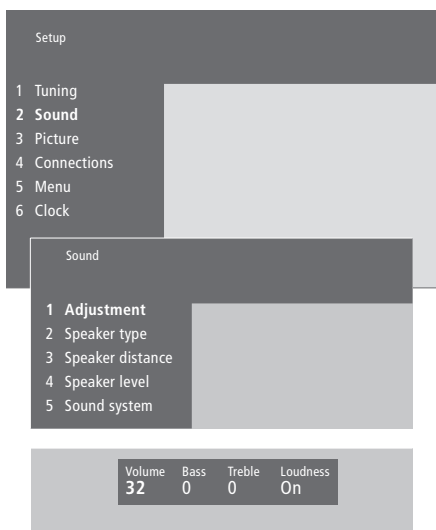 Setup
1 Tuning
2 Sound
3 Picture
4 Connections
5 Menu
6 Clock
Sound
1 Adjustment
2 Speaker type
3 Speaker distance
4 Speaker level
5 Sound system
Volume Bass Treble Loudness
32 0 0 On